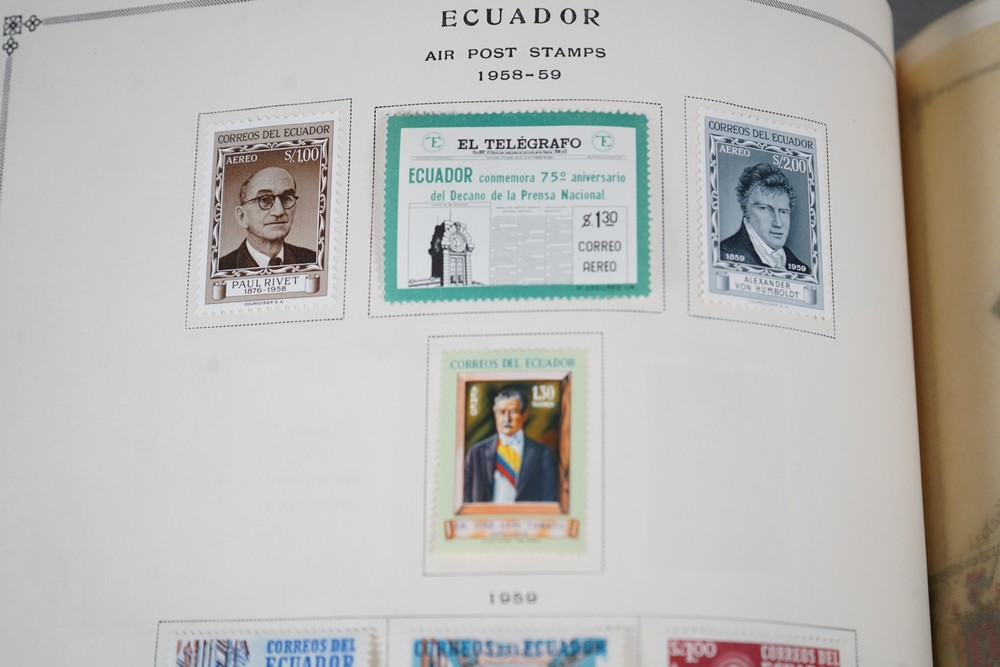 ECUADOR
AIR POST STAMPS
1958-59
CORREOS DEL ECUADOR
AEREO S/.1.00
PAUL RIVET
1876-1958
TE EL TELÉGRAFO TE
ECUADOR conmemora 75º aniversario
del Decano de la Prensa Nacional
$.1.30
CORREO
AEREO
CORREOS DEL ECUADOR
AEREO S/.2.00
1859 1959
ALEXANDER
VON HUMBOLDT
CORREOS DEL ECUADOR
1.30
1959
CORREOS DEL
ECUADOR
CORREOS DEL
ECUADOR
S/.1.00
CORREOS DEL
ECUADOR